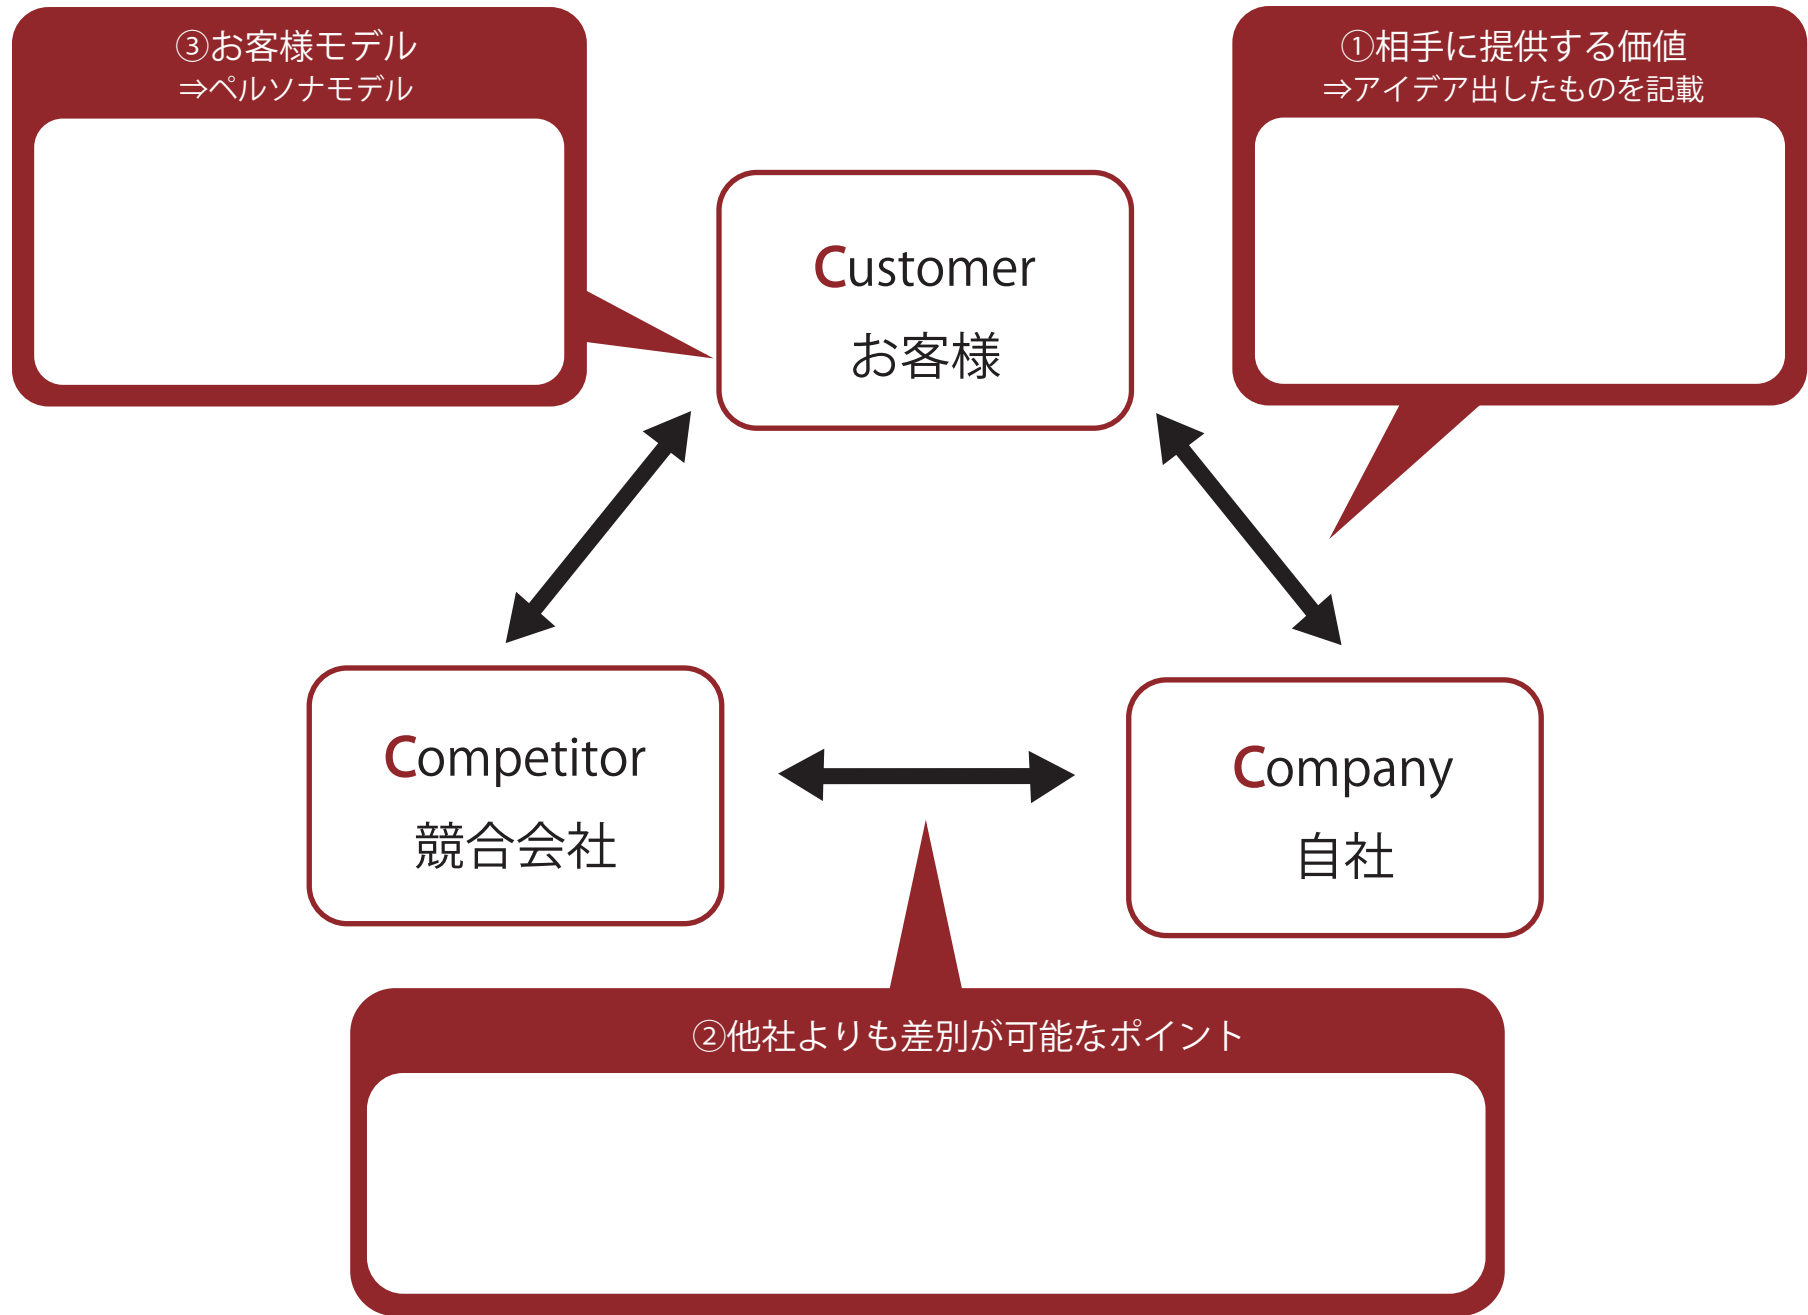 ③お客様モデル
⇒ペルソナモデル
①相手に提供する価値
⇒アイデア出したものを記載
Customer
お客様
Competitor
競合会社
Company
自社
②他社よりも差別が可能なポイント